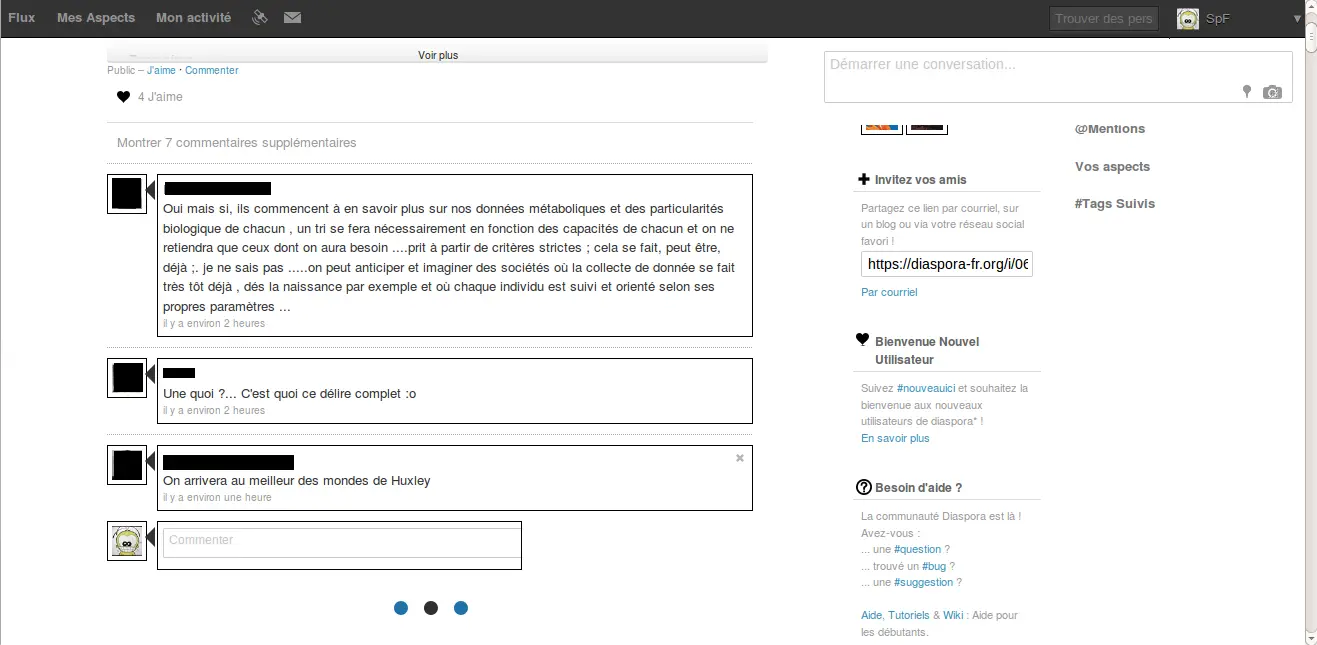 Flux Mes Aspects Mon activité Trouver des pers SpF ▼
Voir plus
Public – J'aime · Commenter
4 J'aime
Montrer 7 commentaires supplémentaires
Oui mais si, ils commencent à en savoir plus sur nos données métaboliques et des particularités
biologique de chacun , un tri se fera nécessairement en fonction des capacités de chacun et on ne
retiendra que ceux dont on aura besoin ....prit à partir de critères strictes ; cela se fait, peut être,
déjà ;. je ne sais pas .....on peut anticiper et imaginer des sociétés où la collecte de donnée se fait
très tôt déjà , dés la naissance par exemple et où chaque individu est suivi et orienté selon ses
propres paramètres ...
il y a environ 2 heures
Une quoi ?... C'est quoi ce délire complet :o
il y a environ 2 heures
On arrivera au meilleur des mondes de Huxley
il y a environ une heure
Commenter
Démarrer une conversation...
Invitez vos amis
Partagez ce lien par courriel, sur
un blog ou via votre réseau social
favori !
https://diaspora-fr.org/i/06
Par courriel
Bienvenue Nouvel
Utilisateur
Suivez #nouveauici et souhaitez la
bienvenue aux nouveaux
utilisateurs de diaspora* !
En savoir plus
Besoin d'aide ?
La communauté Diaspora est là !
Avez-vous :
... une #question ?
... trouvé un #bug ?
... une #suggestion ?
Aide, Tutoriels & Wiki : Aide pour
les débutants.
@Mentions
Vos aspects
#Tags Suivis